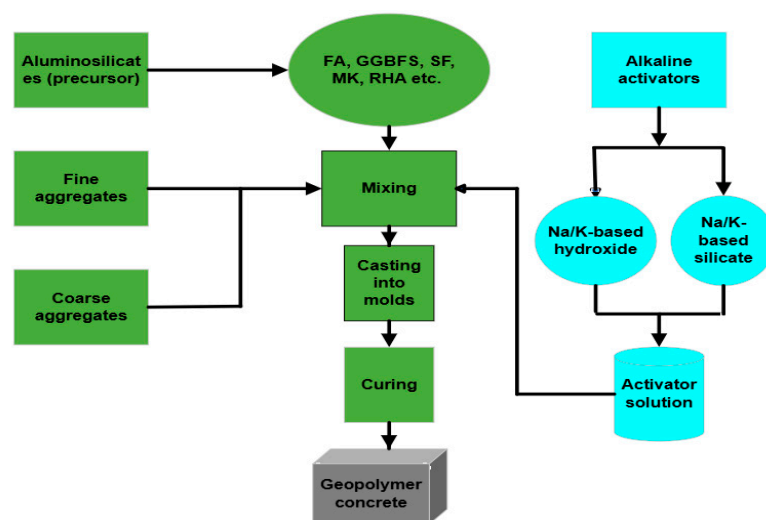 Aluminosilicat
es (precursor)
FA, GGBFS, SF,
MK, RHA etc.
Alkaline
activators
Fine
aggregates
Mixing
Na/K-based
hydroxide
Na/K-
based
silicate
Casting
into
molds
Coarse
aggregates
Curing
Activator
solution
Geopolymer
concrete